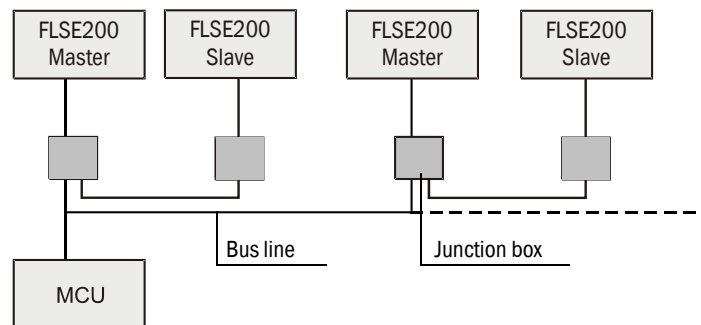 FLSE200
Master
FLSE200
Slave
FLSE200
Master
FLSE200
Slave
Bus line
Junction box
MCU